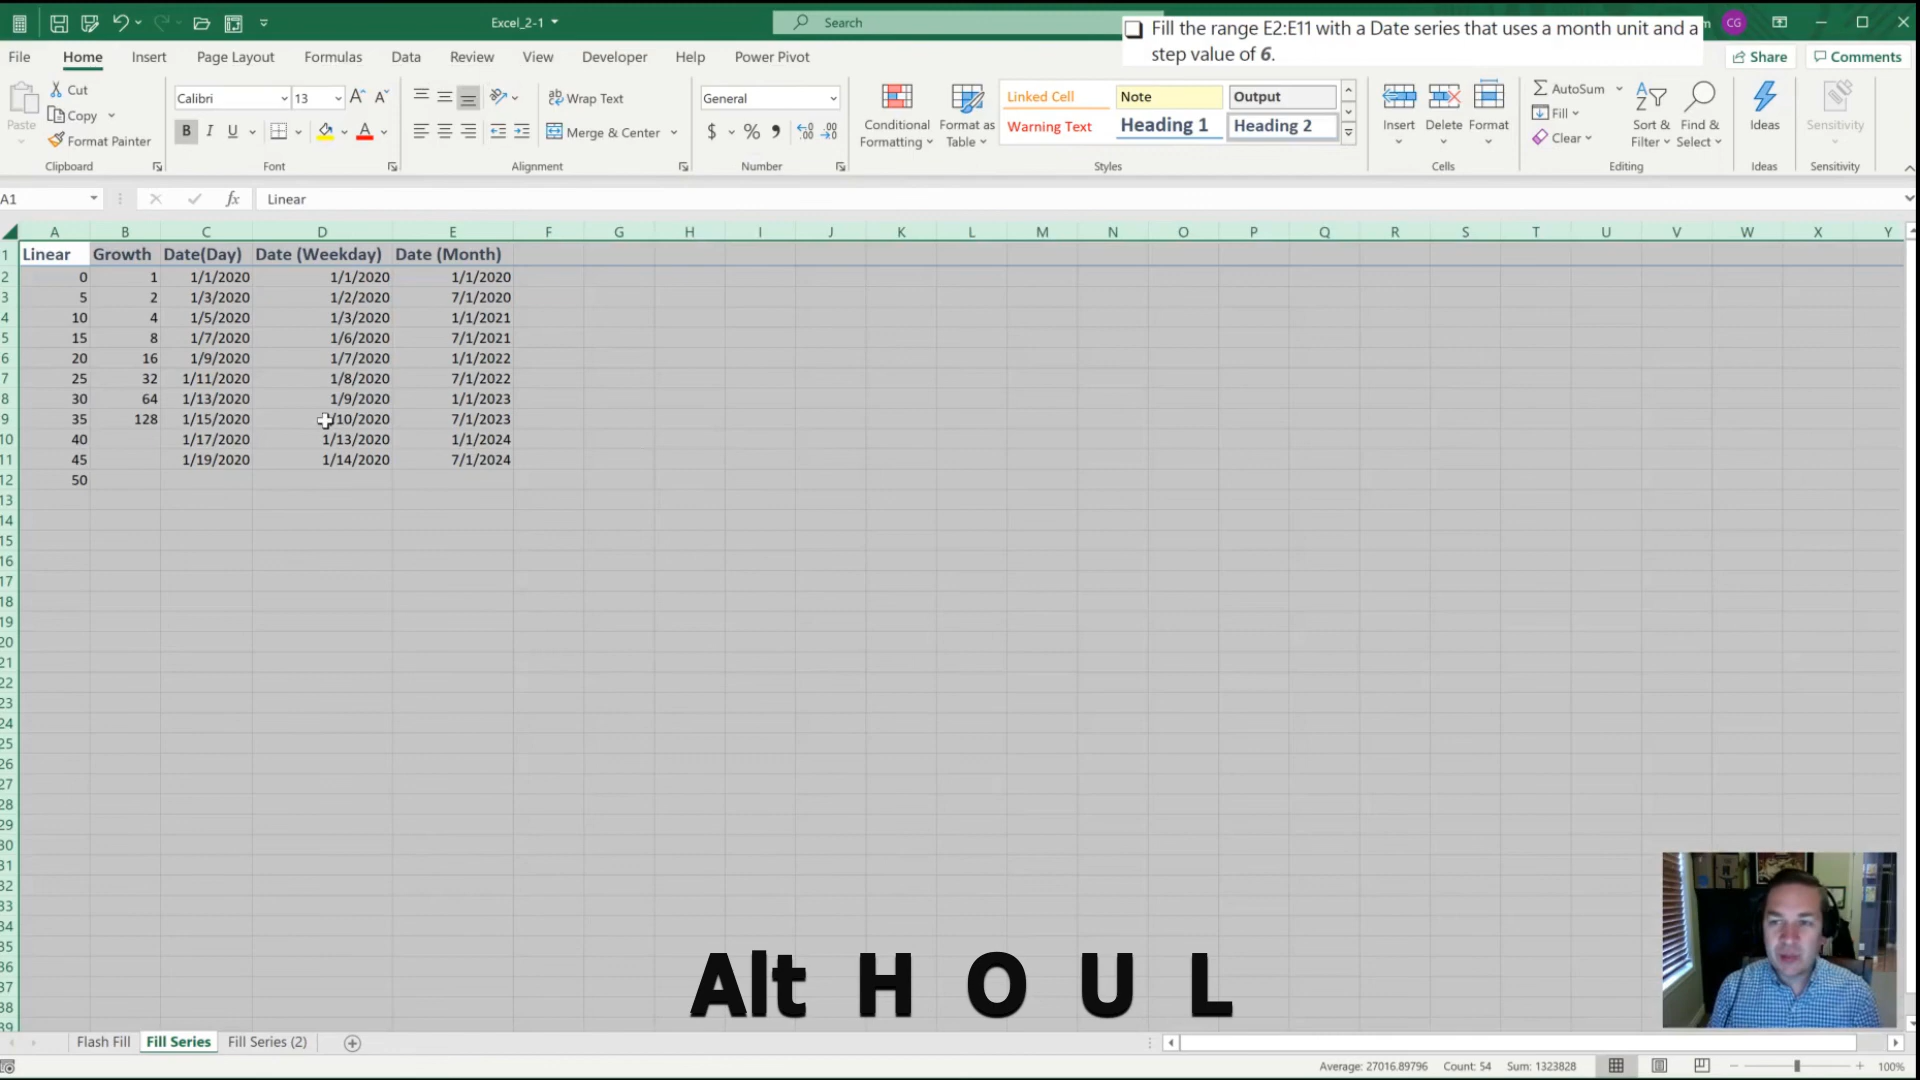 Excel_2-1
Search
m
CG
Fill the range E2:E11 with a Date series that uses a month unit and a
step value of 6.
File Home Insert Page Layout Formulas Data Review View Developer Help Power Pivot
Share Comments
Paste
Cut
Copy
Format Painter
Clipboard
Calibri 13
A A
B I U A
Font
Wrap Text
Merge & Center
Alignment
General
$ % , .00 .00
Number
Conditional
Formatting
Format as
Table
Linked Cell Note Output
Warning Text Heading 1 Heading 2
Styles
Insert Delete Format
Cells
AutoSum
Fill
Clear
Sort &
Filter
Find &
Select
Editing
Ideas
Ideas
Sensitivity
Sensitivity
A1 fx Linear
A B C D E F G H I J K L M N O P Q R S T U V W X Y
1 Linear Growth Date(Day) Date (Weekday) Date (Month)
2 0 1 1/1/2020 1/1/2020 1/1/2020
3 5 2 1/3/2020 1/2/2020 7/1/2020
4 10 4 1/5/2020 1/3/2020 1/1/2021
5 15 8 1/7/2020 1/6/2020 7/1/2021
6 20 16 1/9/2020 1/7/2020 1/1/2022
7 25 32 1/11/2020 1/8/2020 7/1/2022
8 30 64 1/13/2020 1/9/2020 1/1/2023
9 35 128 1/15/2020 /10/2020 7/1/2023
10 40 1/17/2020 1/13/2020 1/1/2024
11 45 1/19/2020 1/14/2020 7/1/2024
12 50
13
14
15
16
17
18
19
20
21
22
23
24
25
26
27
28
29
30
31
32
33
34
35
36
37
38
39
Alt H O U L
Flash Fill Fill Series Fill Series (2)
Average: 27016.89796 Count: 54 Sum: 1323828 100%